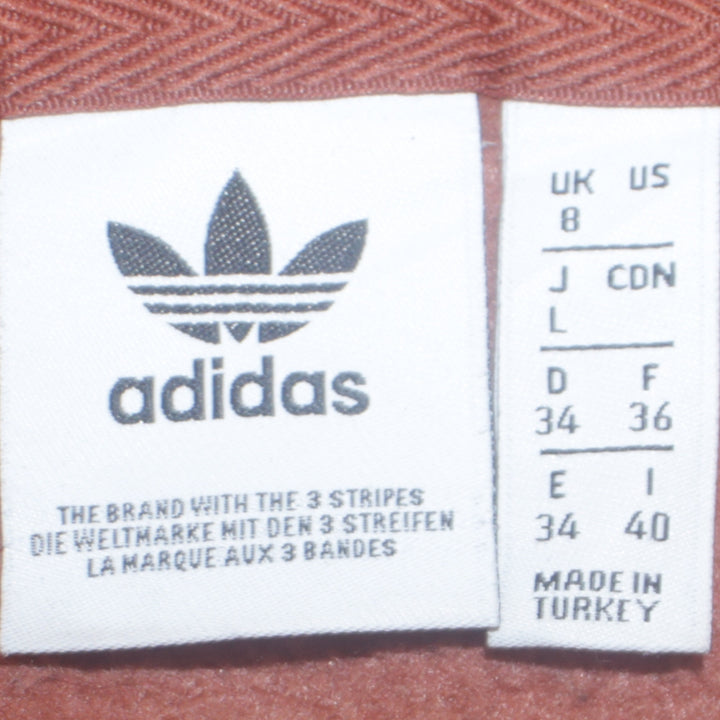 adidas
THE BRAND WITH THE 3 STRIPES
DIE WELTMARKE MIT DEN 3 STREIFEN
LA MARQUE AUX 3 BANDES
UK US
8
J CDN
L
D F
34 36
E I
34 40
MADE IN
TURKEY